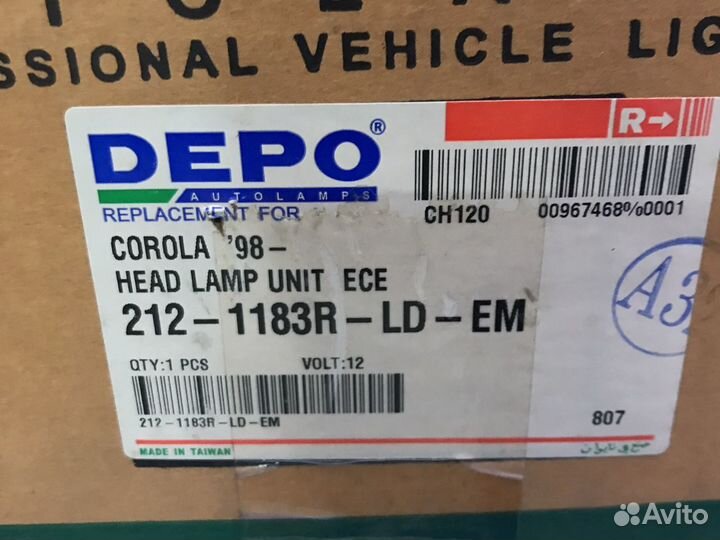 SSIONAL VEHICLE LIG
DEPO®
AUTOLAMPS
REPLACEMENT FOR
R→
CH120 00967468%0001
COROLA '98-
HEAD LAMP UNIT ECE
212-1183R-LD-EM
QTY:1 PCS VOLT:12
212-1183R-LD-EM
807
MADE IN TAIWAN
Avito